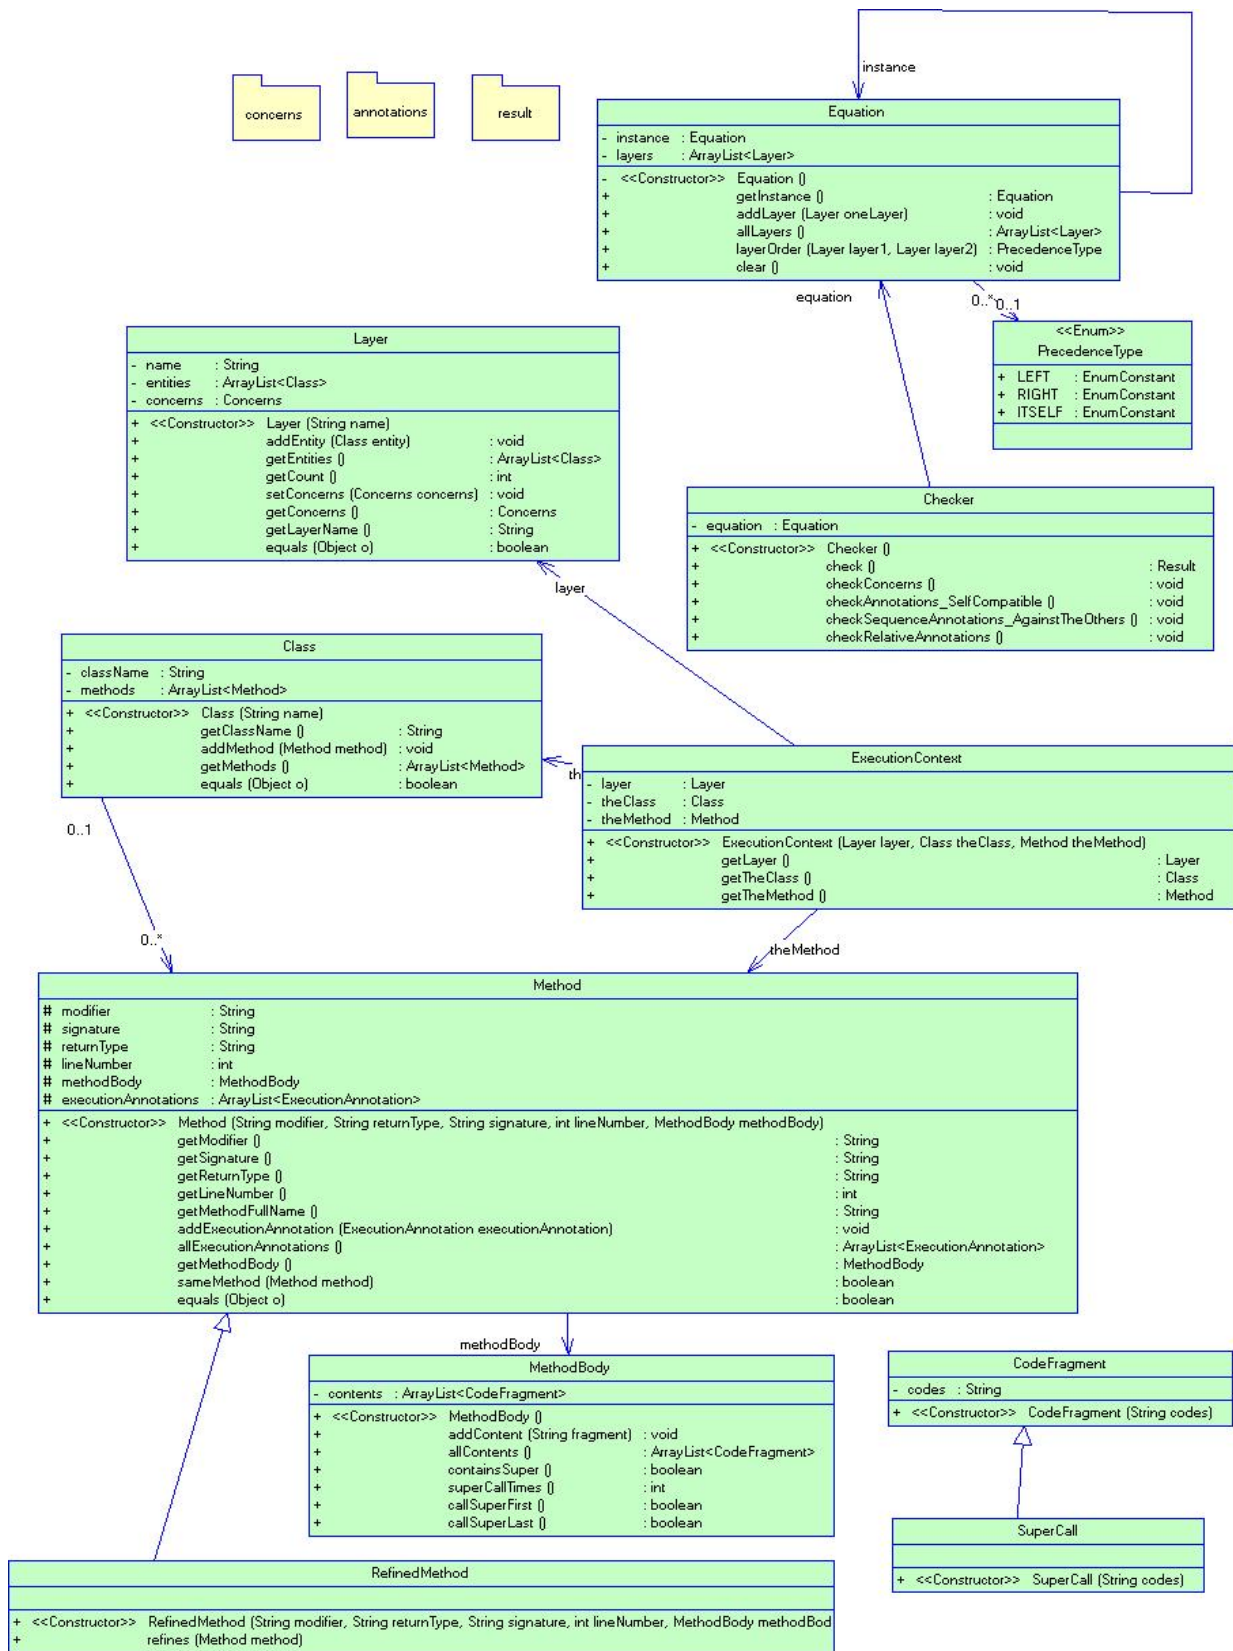 instance
concerns
annotations
result
Equation
- instance : Equation
- layers : ArrayList<Layer>
- <<Constructor>> Equation ()
+ getInstance () : Equation
+ addLayer (Layer oneLayer) : void
+ allLayers () : ArrayList<Layer>
+ layerOrder (Layer layer1, Layer layer2) : PrecedenceType
+ clear () : void
equation
0..*
0..1
<<Enum>>
PrecedenceType
+ LEFT : EnumConstant
+ RIGHT : EnumConstant
+ ITSELF : EnumConstant
Layer
- name : String
- entities : ArrayList<Class>
- concerns : Concerns
+ <<Constructor>> Layer (String name)
+ addEntity (Class entity) : void
+ getEntities () : ArrayList<Class>
+ getCount () : int
+ setConcerns (Concerns concerns) : void
+ getConcerns () : Concerns
+ getLayerName () : String
+ equals (Object o) : boolean
Checker
- equation : Equation
+ <<Constructor>> Checker ()
+ check () : Result
+ checkConcerns () : void
+ checkAnnotations_SelfCompatible () : void
+ checkSequenceAnnotations_AgainstTheOthers () : void
+ checkRelativeAnnotations () : void
layer
Class
- className : String
- methods : ArrayList<Method>
+ <<Constructor>> Class (String name)
+ getClassName () : String
+ addMethod (Method method) : void
+ getMethods () : ArrayList<Method>
+ equals (Object o) : boolean
th
ExecutionContext
- layer : Layer
- theClass : Class
- theMethod : Method
+ <<Constructor>> ExecutionContext (Layer layer, Class theClass, Method theMethod)
+ getLayer () : Layer
+ getTheClass () : Class
+ getTheMethod () : Method
0..1
0..*
theMethod
Method
# modifier : String
# signature : String
# returnType : String
# lineNumber : int
# methodBody : MethodBody
# executionAnnotations : ArrayList<ExecutionAnnotation>
+ <<Constructor>> Method (String modifier, String returnType, String signature, int lineNumber, MethodBody methodBody)
+ getModifier () : String
+ getSignature () : String
+ getReturnType () : String
+ getLineNumber () : int
+ getMethodFullName () : String
+ addExecutionAnnotation (ExecutionAnnotation executionAnnotation) : void
+ allExecutionAnnotations () : ArrayList<ExecutionAnnotation>
+ getMethodBody () : MethodBody
+ sameMethod (Method method) : boolean
+ equals (Object o) : boolean
methodBody
MethodBody
- contents : ArrayList<CodeFragment>
+ <<Constructor>> MethodBody ()
+ addContent (String fragment) : void
+ allContents () : ArrayList<CodeFragment>
+ containsSuper () : boolean
+ superCallTimes () : int
+ callSuperFirst () : boolean
+ callSuperLast () : boolean
CodeFragment
- codes : String
+ <<Constructor>> CodeFragment (String codes)
SuperCall
+ <<Constructor>> SuperCall (String codes)
RefinedMethod
+ <<Constructor>> RefinedMethod (String modifier, String returnType, String signature, int lineNumber, MethodBody methodBod
+ refines (Method method)